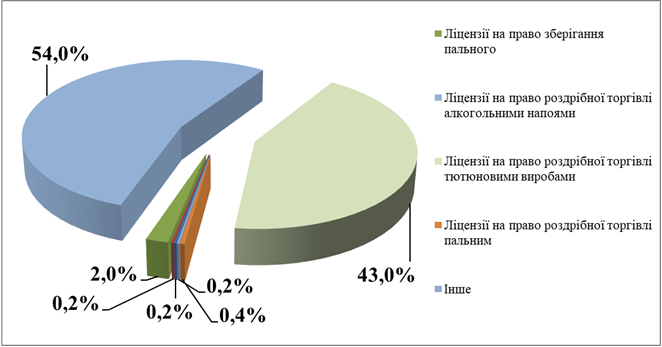 54,0%
43,0%
2,0%
0,2%
0,2%
0,2%
0,4%
Ліцензії на право зберігання
пального
Ліцензії на право роздрібної торгівлі
алкогольними напоями
Ліцензії на право роздрібної торгівлі
тютюновими виробами
Ліцензії на право роздрібної торгівлі
пальним
Інше